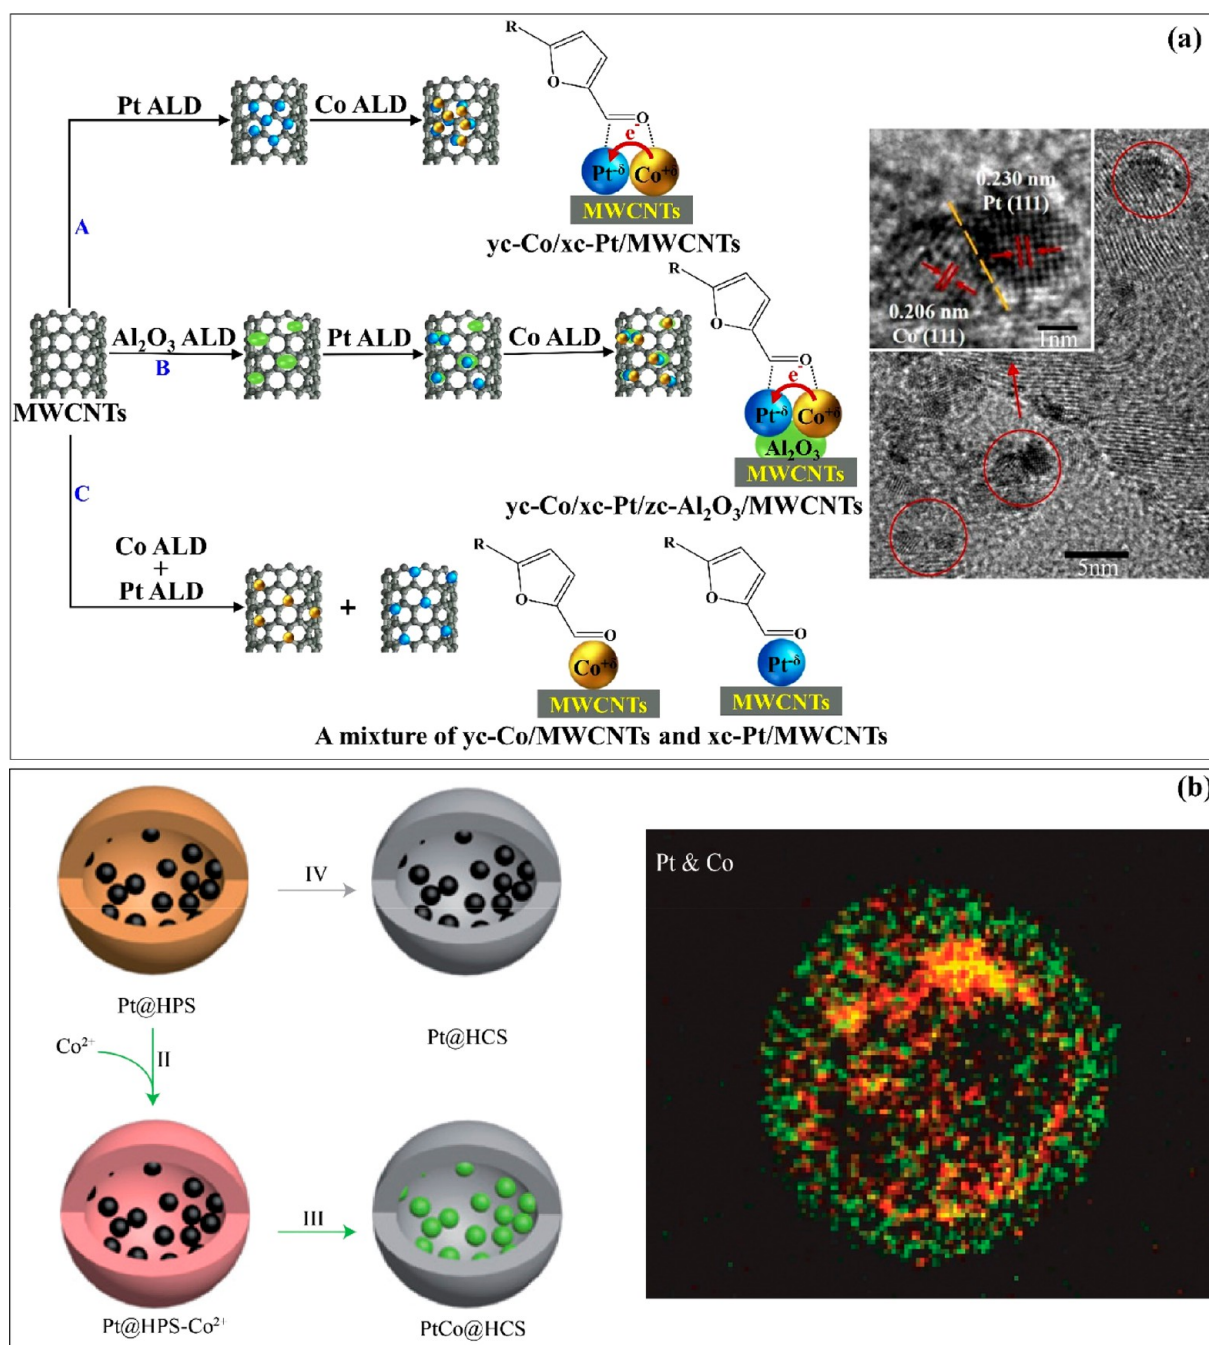 (a)
R
O
O
Pt ALD
Co ALD
e⁻
Pt⁻ᵟ
Co⁺ᵟ
MWCNTs
yc-Co/xc-Pt/MWCNTs
A
0.230 nm
Pt (111)
0.206 nm
Co (111)
1nm
5nm
MWCNTs
Al₂O₃ ALD
B
Pt ALD
Co ALD
R
O
O
e⁻
Pt⁻ᵟ
Co⁺ᵟ
Al₂O₃
MWCNTs
yc-Co/xc-Pt/zc-Al₂O₃/MWCNTs
C
Co ALD
+
Pt ALD
+
R
O
O
Co⁺ᵟ
MWCNTs
R
O
O
Pt⁻ᵟ
MWCNTs
A mixture of yc-Co/MWCNTs and xc-Pt/MWCNTs
(b)
Pt@HPS
IV
Pt@HCS
Co²⁺
II
Pt@HPS-Co²⁺
III
PtCo@HCS
Pt & Co